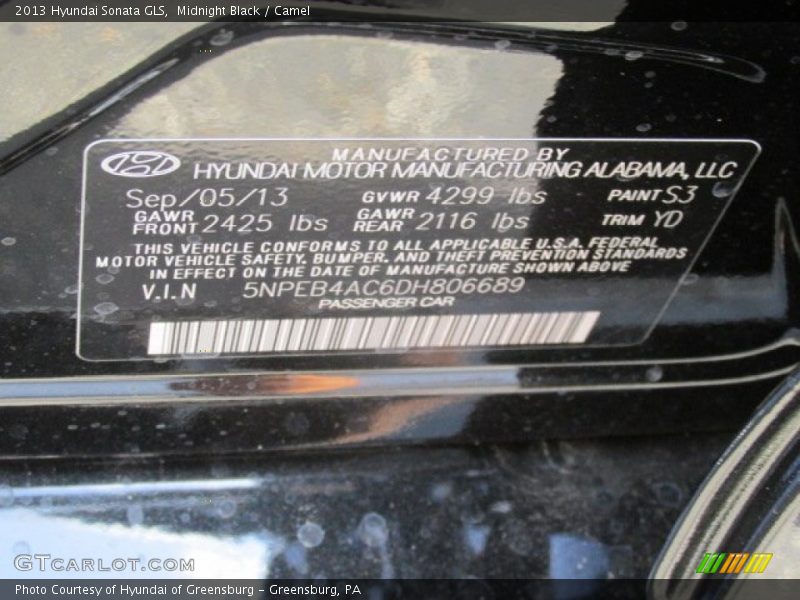 2013 Hyundai Sonata GLS, Midnight Black / Camel
MANUFACTURED BY
HYUNDAI MOTOR MANUFACTURING ALABAMA, LLC
Sep/05/13 GVWR 4299 lbs PAINT S3
GAWR FRONT 2425 lbs GAWR REAR 2116 lbs TRIM YD
THIS VEHICLE CONFORMS TO ALL APPLICABLE U.S.A. FEDERAL
MOTOR VEHICLE SAFETY, BUMPER, AND THEFT PREVENTION STANDARDS
IN EFFECT ON THE DATE OF MANUFACTURE SHOWN ABOVE
V.I.N 5NPEB4AC6DH806689
PASSENGER CAR
GTcarlot.com
Photo Courtesy of Hyundai of Greensburg – Greensburg, PA